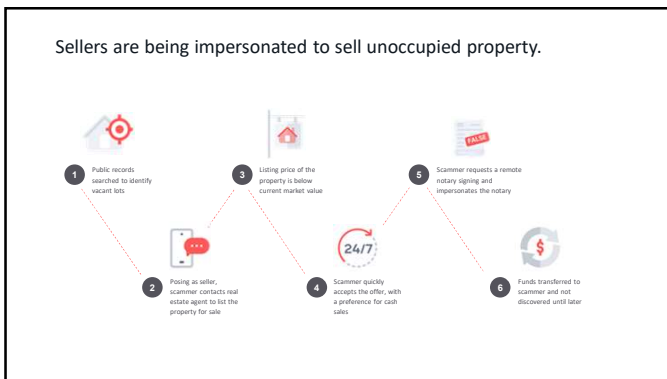 Sellers are being impersonated to sell unoccupied property.
1
Public records
searched to identify
vacant lots
2
Posing as seller,
scammer contacts real
estate agent to list the
property for sale
3
Listing price of the
property is below
current market value
24/7
4
Scammer quickly
accepts the offer, with
a preference for cash
sales
FALSE
5
Scammer requests a remote
notary signing and
impersonates the notary
$
6
Funds transferred to
scammer and not
discovered until later